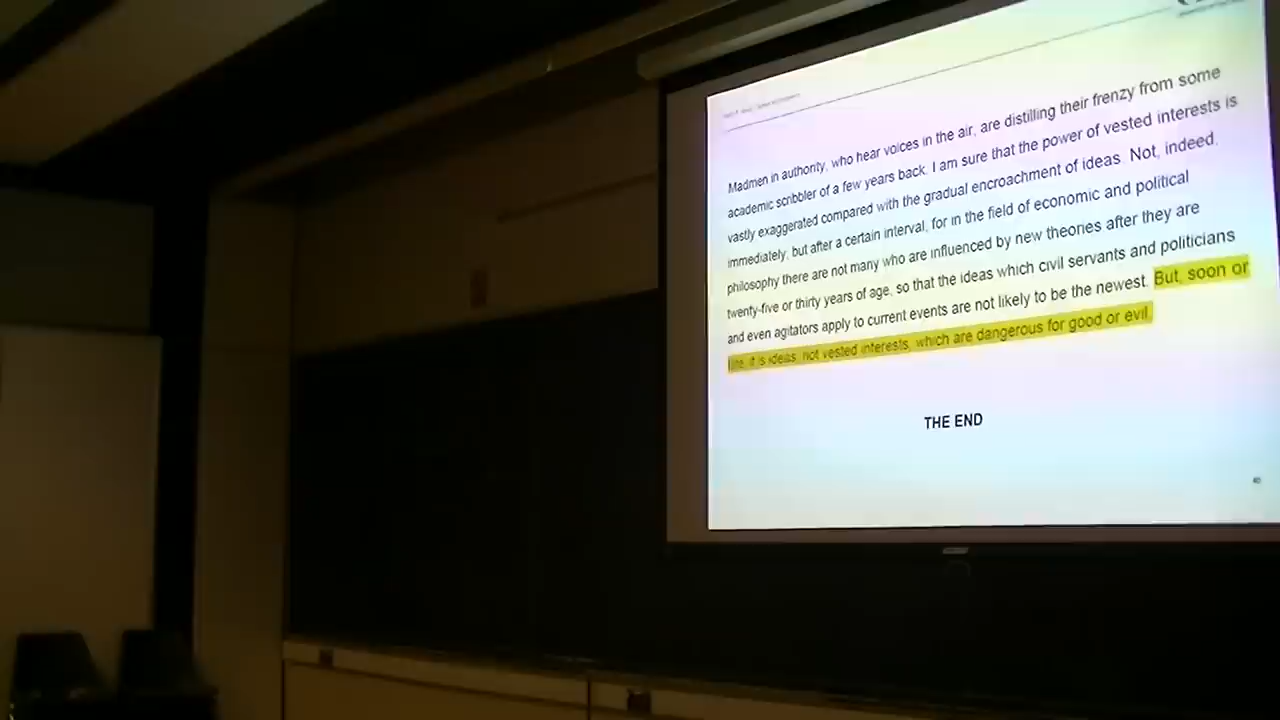 Madmen in authority, who hear voices in the air, are distilling their frenzy from some
academic scribbler of a few years back. I am sure that the power of vested interests is
vastly exaggerated compared with the gradual encroachment of ideas. Not, indeed,
immediately, but after a certain interval, for in the field of economic and political
philosophy there are not many who are influenced by new theories after they are
twenty-five or thirty years of age, so that the ideas which civil servants and politicians
and even agitators apply to current events are not likely to be the newest. But, soon or
late, it is ideas, not vested interests, which are dangerous for good or evil.
THE END